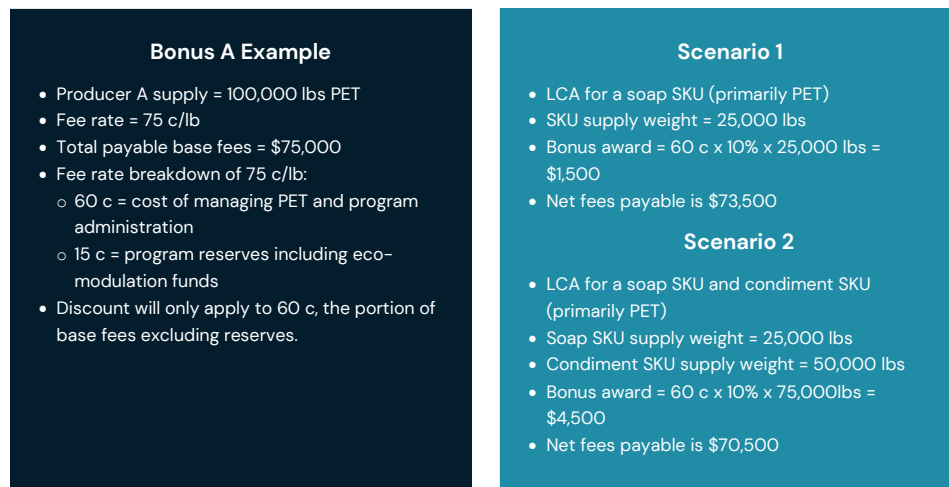 Bonus A Example
• Producer A supply = 100,000 lbs PET
• Fee rate = 75 c/lb
• Total payable base fees = $75,000
• Fee rate breakdown of 75 c/lb:
○ 60 c = cost of managing PET and program
administration
○ 15 c = program reserves including eco-
modulation funds
• Discount will only apply to 60 c, the portion of
base fees excluding reserves.
Scenario 1
• LCA for a soap SKU (primarily PET)
• SKU supply weight = 25,000 lbs
• Bonus award = 60 c x 10% x 25,000 lbs =
$1,500
• Net fees payable is $73,500
Scenario 2
• LCA for a soap SKU and condiment SKU
(primarily PET)
• Soap SKU supply weight = 25,000 lbs
• Condiment SKU supply weight = 50,000 lbs
• Bonus award = 60 c x 10% x 75,000lbs =
$4,500
• Net fees payable is $70,500